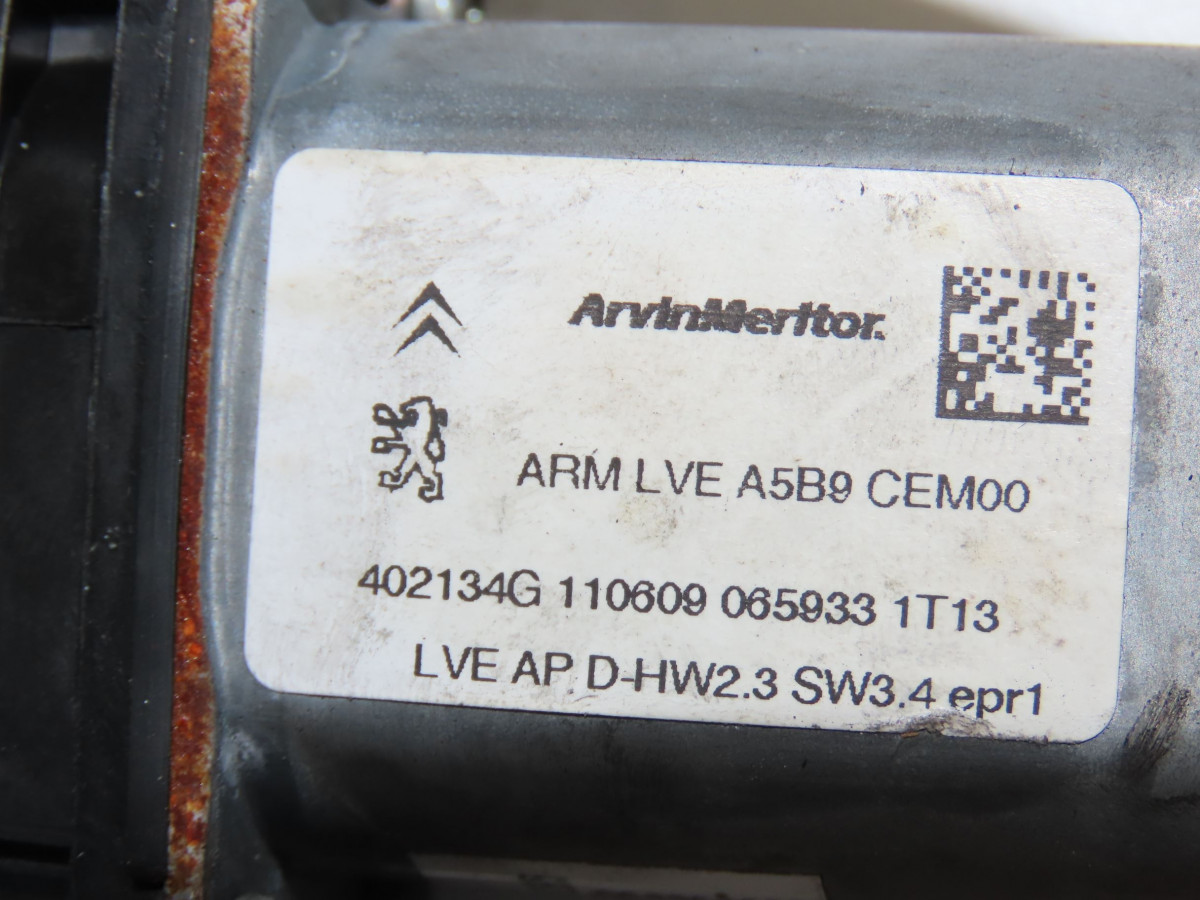 ArvinMeritor.
ARM LVE A5B9 CEM00
402134G 110609 065933 1T13
LVE AP D-HW2.3 SW3.4 epr1